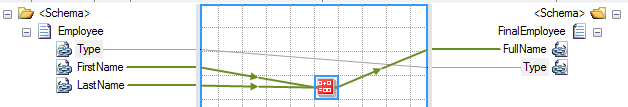 <Schema>
Employee
Type
FirstName
LastName
<Schema>
FinalEmployee
FullName
Type